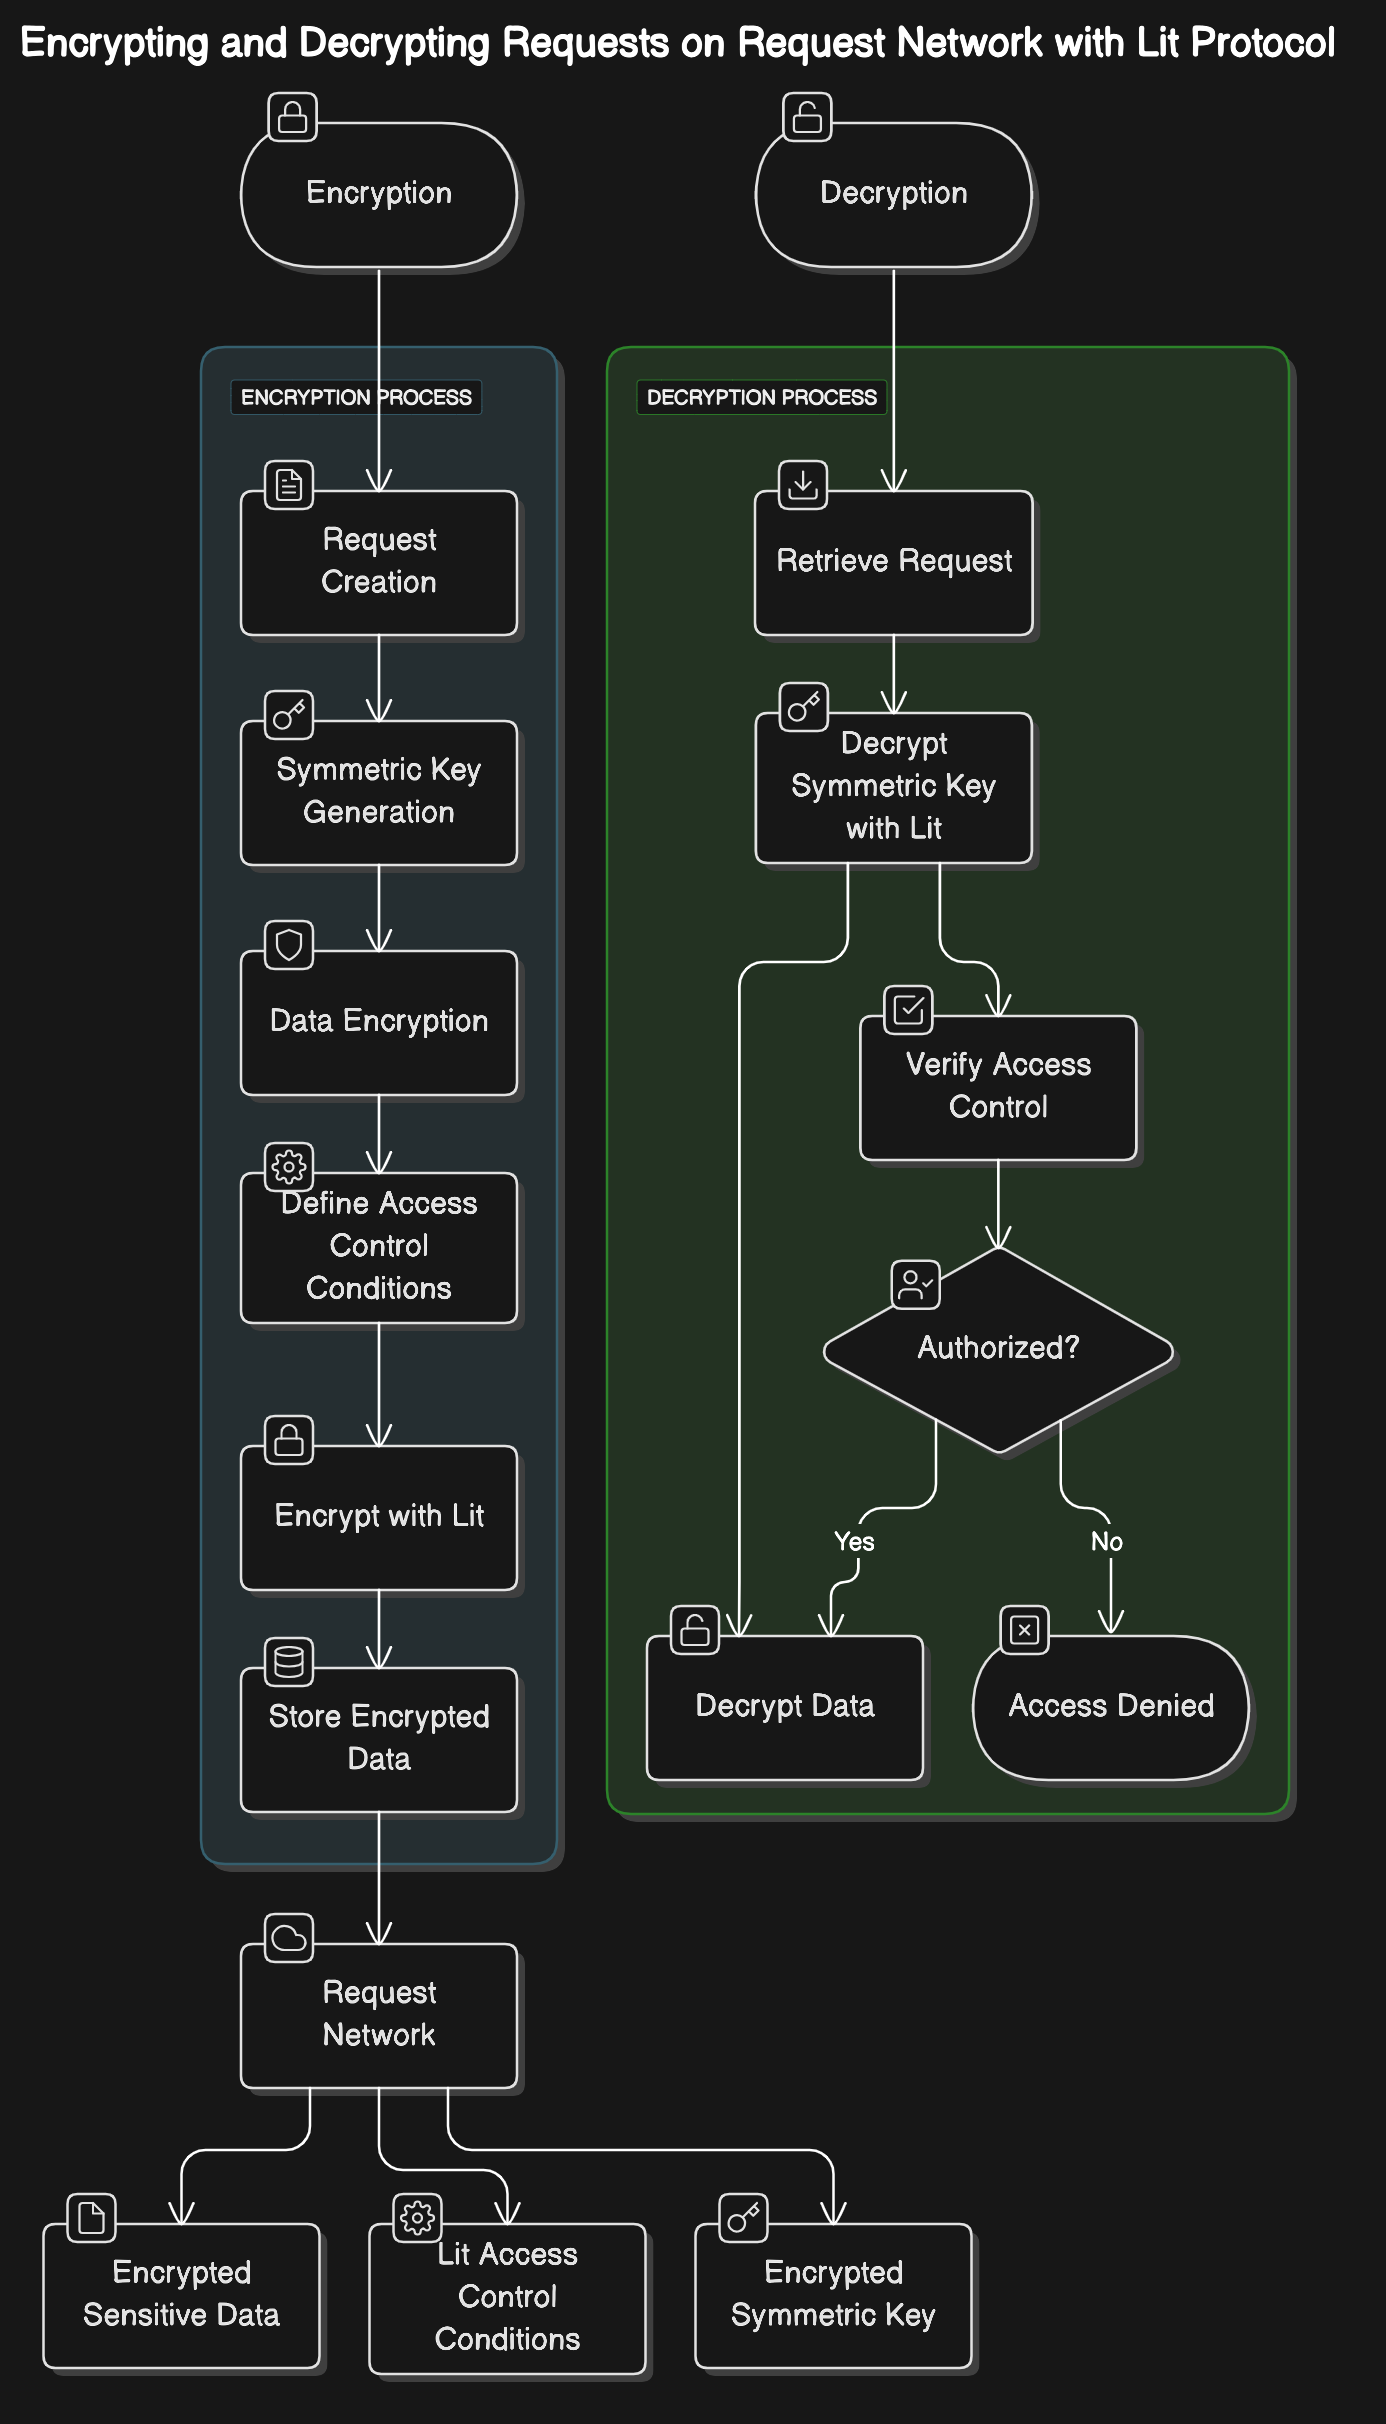 Encrypting and Decrypting Requests on Request Network with Lit Protocol
Encryption
ENCRYPTION PROCESS
Request
Creation
Symmetric Key
Generation
Data Encryption
Define Access
Control
Conditions
Encrypt with Lit
Store Encrypted
Data
Request
Network
Encrypted
Sensitive Data
Lit Access
Control
Conditions
Encrypted
Symmetric Key
Decryption
DECRYPTION PROCESS
Retrieve Request
Decrypt
Symmetric Key
with Lit
Verify Access
Control
Authorized?
Yes
No
Decrypt Data
Access Denied